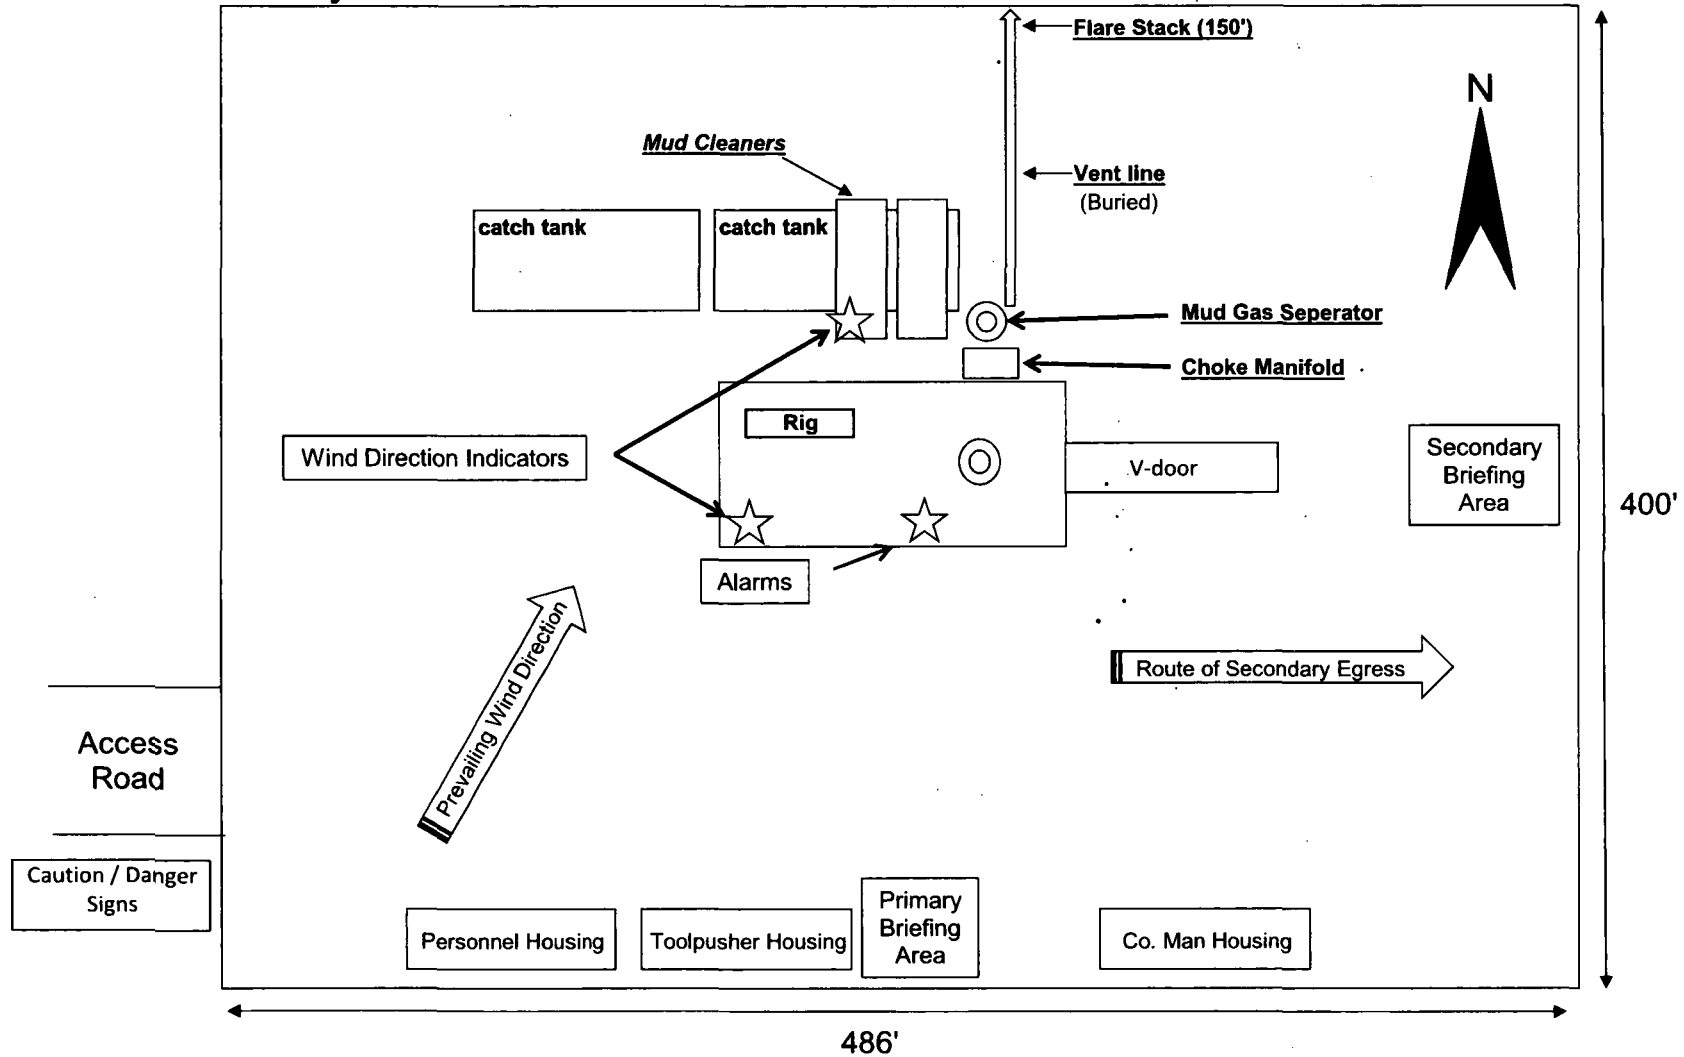 Flare Stack (150')
N
Mud Cleaners
Vent line
(Buried)
catch tank
catch tank
Mud Gas Seperator
Choke Manifold
Rig
Wind Direction Indicators
V-door
Secondary
Briefing
Area
400'
Alarms
Prevailing Wind Direction
Route of Secondary Egress
Access
Road
Caution / Danger
Signs
Personnel Housing
Toolpusher Housing
Primary
Briefing
Area
Co. Man Housing
486'